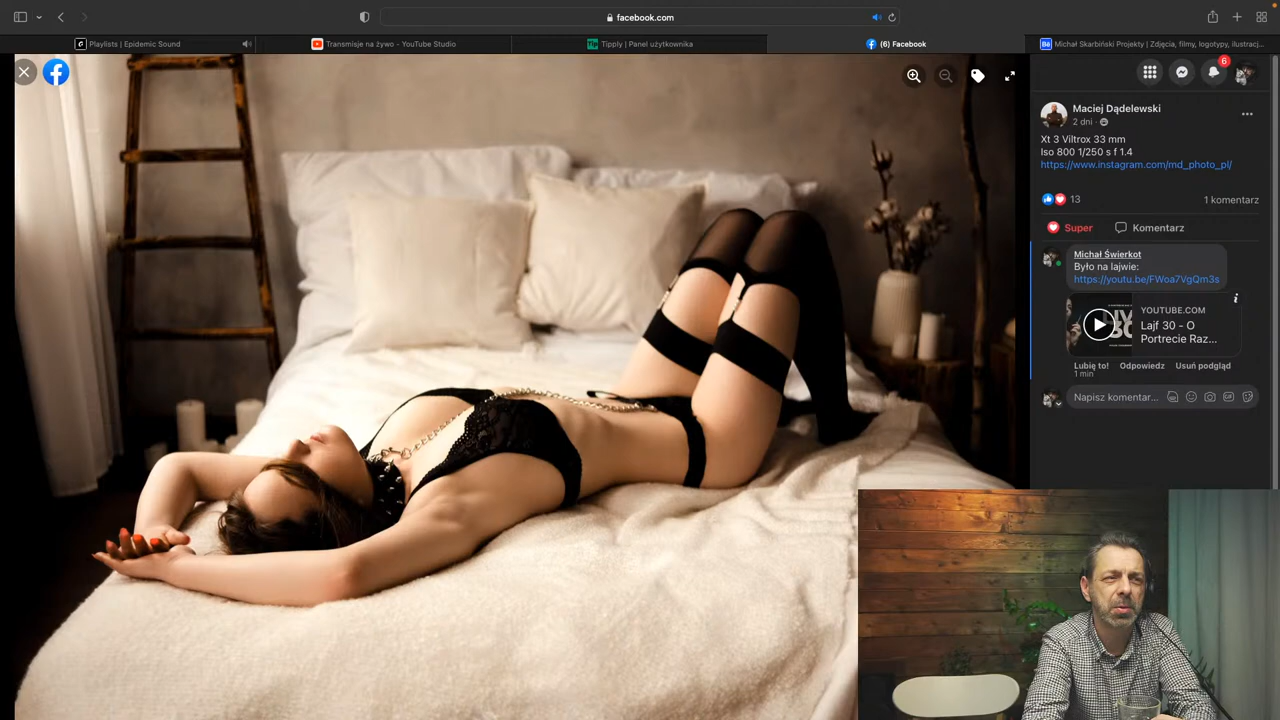 facebook.com
Playlists | Epidemic Sound
Transmisje na żywo - YouTube Studio
Tipply | Panel użytkownika
(6) Facebook
Bē
Michał Skarbiński Projekty | Zdjęcia, filmy, logotypy, ilustracj...
6
Maciej Dądelewski
2 dni
Xt 3 Viltrox 33 mm
Iso 800 1/250 s f 1.4
https://www.instagram.com/md_photo_pl/
13
1 komentarz
Super
Komentarz
Michał Świerkot
Było na lajwie:
https://youtu.be/FWoa7VgQm3s
YOUTUBE.COM
Lajf 30 - O
Portrecie Raz...
Lubię to!
Odpowiedz
Usuń podgląd
1 min
Napisz komentar...
GIF